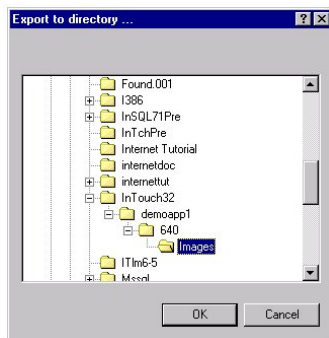 Export to directory ...
Found.001
I386
InSQL71Pre
InTchPre
Internet Tutorial
internetdoc
internettut
InTouch32
demoapp1
640
Images
ITIm6-5
Mssql
OK
Cancel